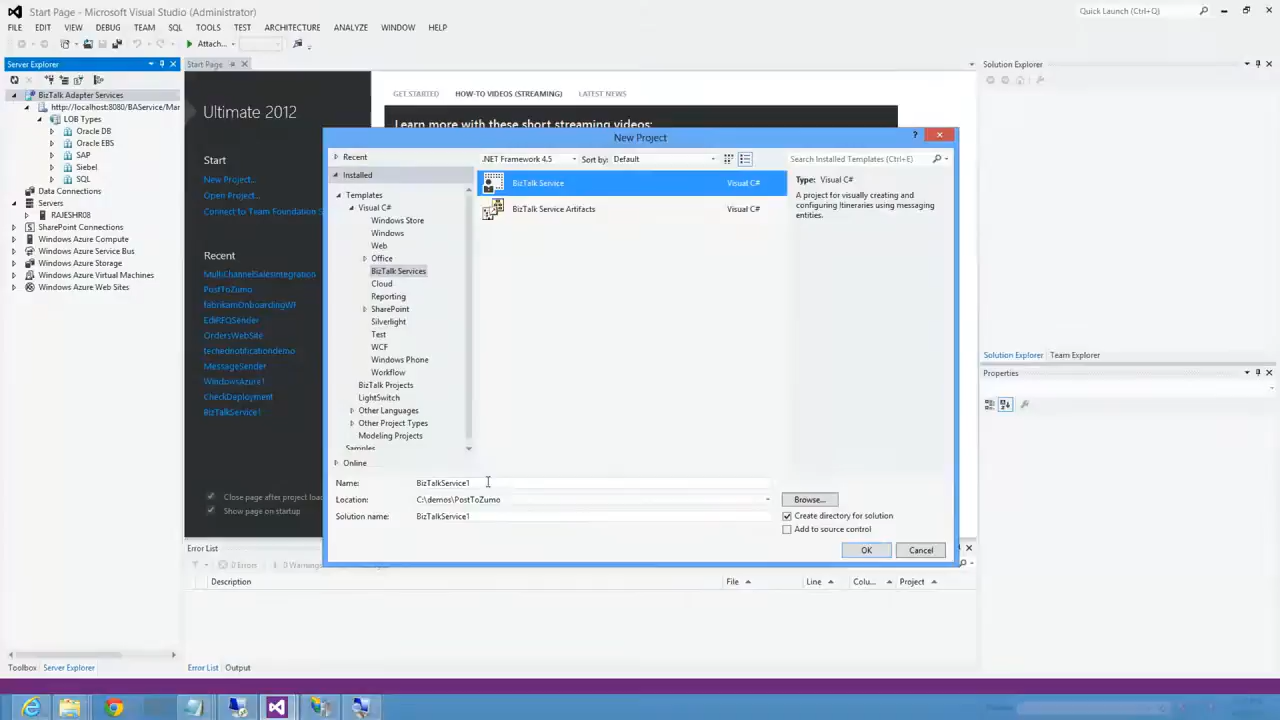 Start Page - Microsoft Visual Studio (Administrator)
Quick Launch (Ctrl+Q)
FILE EDIT VIEW DEBUG TEAM SQL TOOLS TEST ARCHITECTURE ANALYZE WINDOW HELP
Attach...
Server Explorer
Start Page
Solution Explorer
BizTalk Adapter Services
http://localhost:8080/BAService/Mar
LOB Types
Oracle DB
Oracle EBS
SAP
Siebel
SQL
Data Connections
Servers
RAJESHR08
SharePoint Connections
Windows Azure Compute
Windows Azure Service Bus
Windows Azure Storage
Windows Azure Virtual Machines
Windows Azure Web Sites
Ultimate 2012
Start
New Project...
Open Project...
Connect to Team Foundation S
Recent
MultiChannelSalesIntegration
PostToZumo
fabrikamOnboardingWF
EdiRFQSender
OrdersWebSite
techednotificationdemo
MessageSender
WindowsAzure1
CheckDeployment
BizTalkService1
Close page after project loa
Show page on startup
GET STARTED HOW-TO VIDEOS (STREAMING) LATEST NEWS
Learn more with these short streaming videos:
New Project
? 
Recent
.NET Framework 4.5
Sort by: Default
Search Installed Templates (Ctrl+E)
Installed
Templates
Visual C#
Windows Store
Windows
Web
Office
BizTalk Services
Cloud
Reporting
SharePoint
Silverlight
Test
WCF
Windows Phone
Workflow
BizTalk Projects
LightSwitch
Other Languages
Other Project Types
Modeling Projects
Samples
Online
BizTalk Service Visual C#
BizTalk Service Artifacts Visual C#
Type: Visual C#
A project for visually creating and
configuring Itineraries using messaging
entities.
Name: BizTalkService1
Location: C:\demos\PostToZumo
Browse...
Solution name: BizTalkService1
Create directory for solution
Add to source control
OK Cancel
Solution Explorer Team Explorer
Properties
Error List
0 Errors
0 Warnings
Description File Line Colu... Project
Toolbox Server Explorer
Error List Output